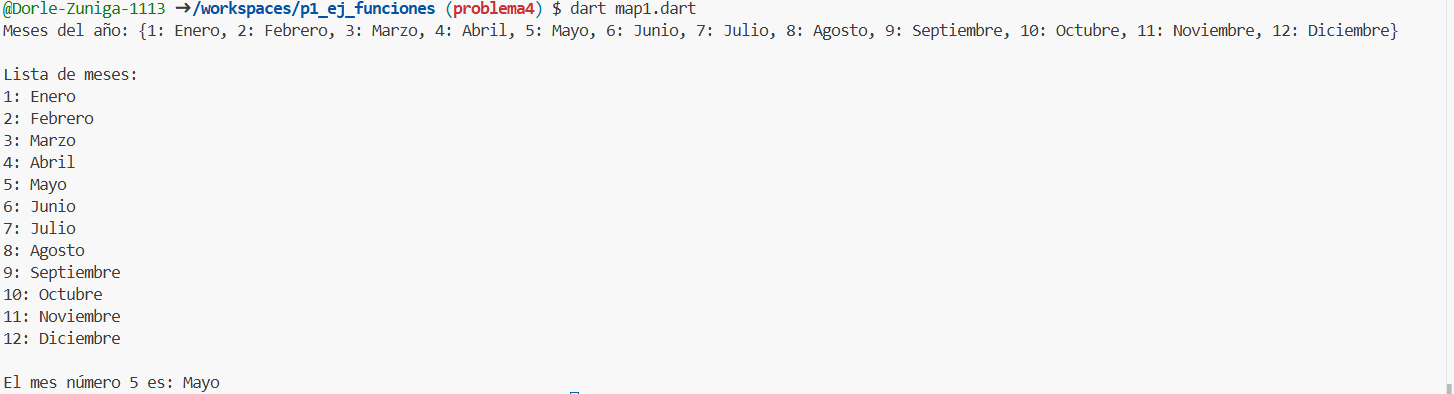 @Dorle-Zuniga-1113 ➜/workspaces/p1_ej_funciones (problema4) $ dart map1.dart
Meses del año: {1: Enero, 2: Febrero, 3: Marzo, 4: Abril, 5: Mayo, 6: Junio, 7: Julio, 8: Agosto, 9: Septiembre, 10: Octubre, 11: Noviembre, 12: Diciembre}
Lista de meses:
1: Enero
2: Febrero
3: Marzo
4: Abril
5: Mayo
6: Junio
7: Julio
8: Agosto
9: Septiembre
10: Octubre
11: Noviembre
12: Diciembre
El mes número 5 es: Mayo